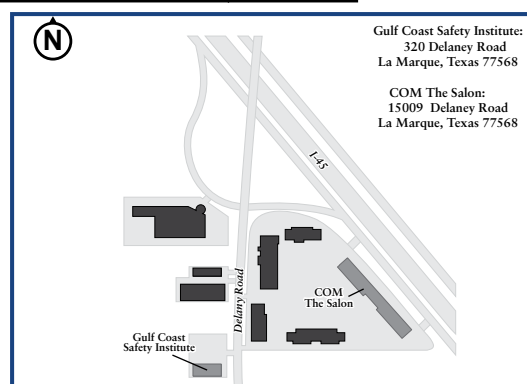 N
Gulf Coast Safety Institute:
320 Delaney Road
La Marque, Texas 77568
COM The Salon:
15009 Delaney Road
La Marque, Texas 77568
I-45
Delany Road
COM
The Salon
Gulf Coast
Safety Institute